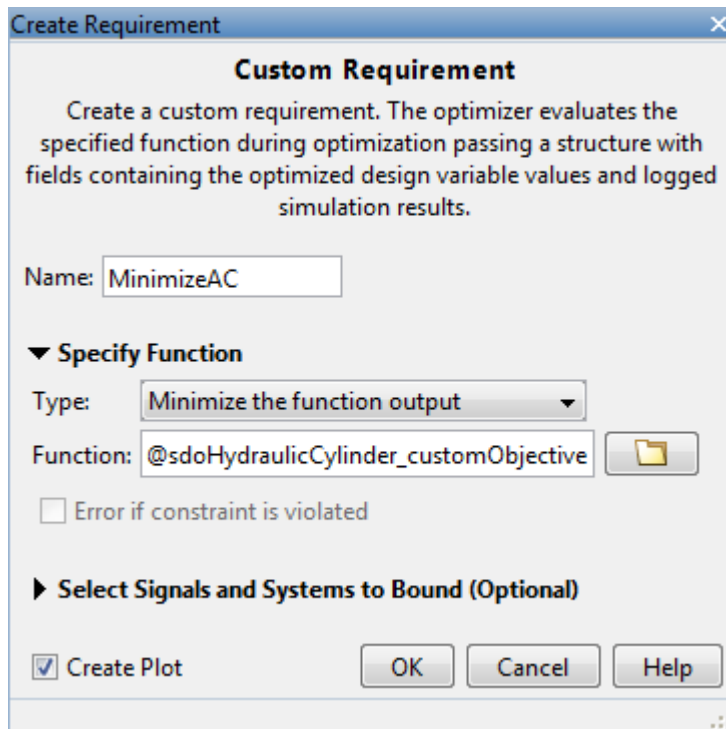 Create Requirement
Custom Requirement
Create a custom requirement. The optimizer evaluates the
specified function during optimization passing a structure with
fields containing the optimized design variable values and logged
simulation results.
Name: MinimizeAC
Specify Function
Type: Minimize the function output
Function: @sdoHydraulicCylinder_customObjective
Error if constraint is violated
Select Signals and Systems to Bound (Optional)
Create Plot OK Cancel Help